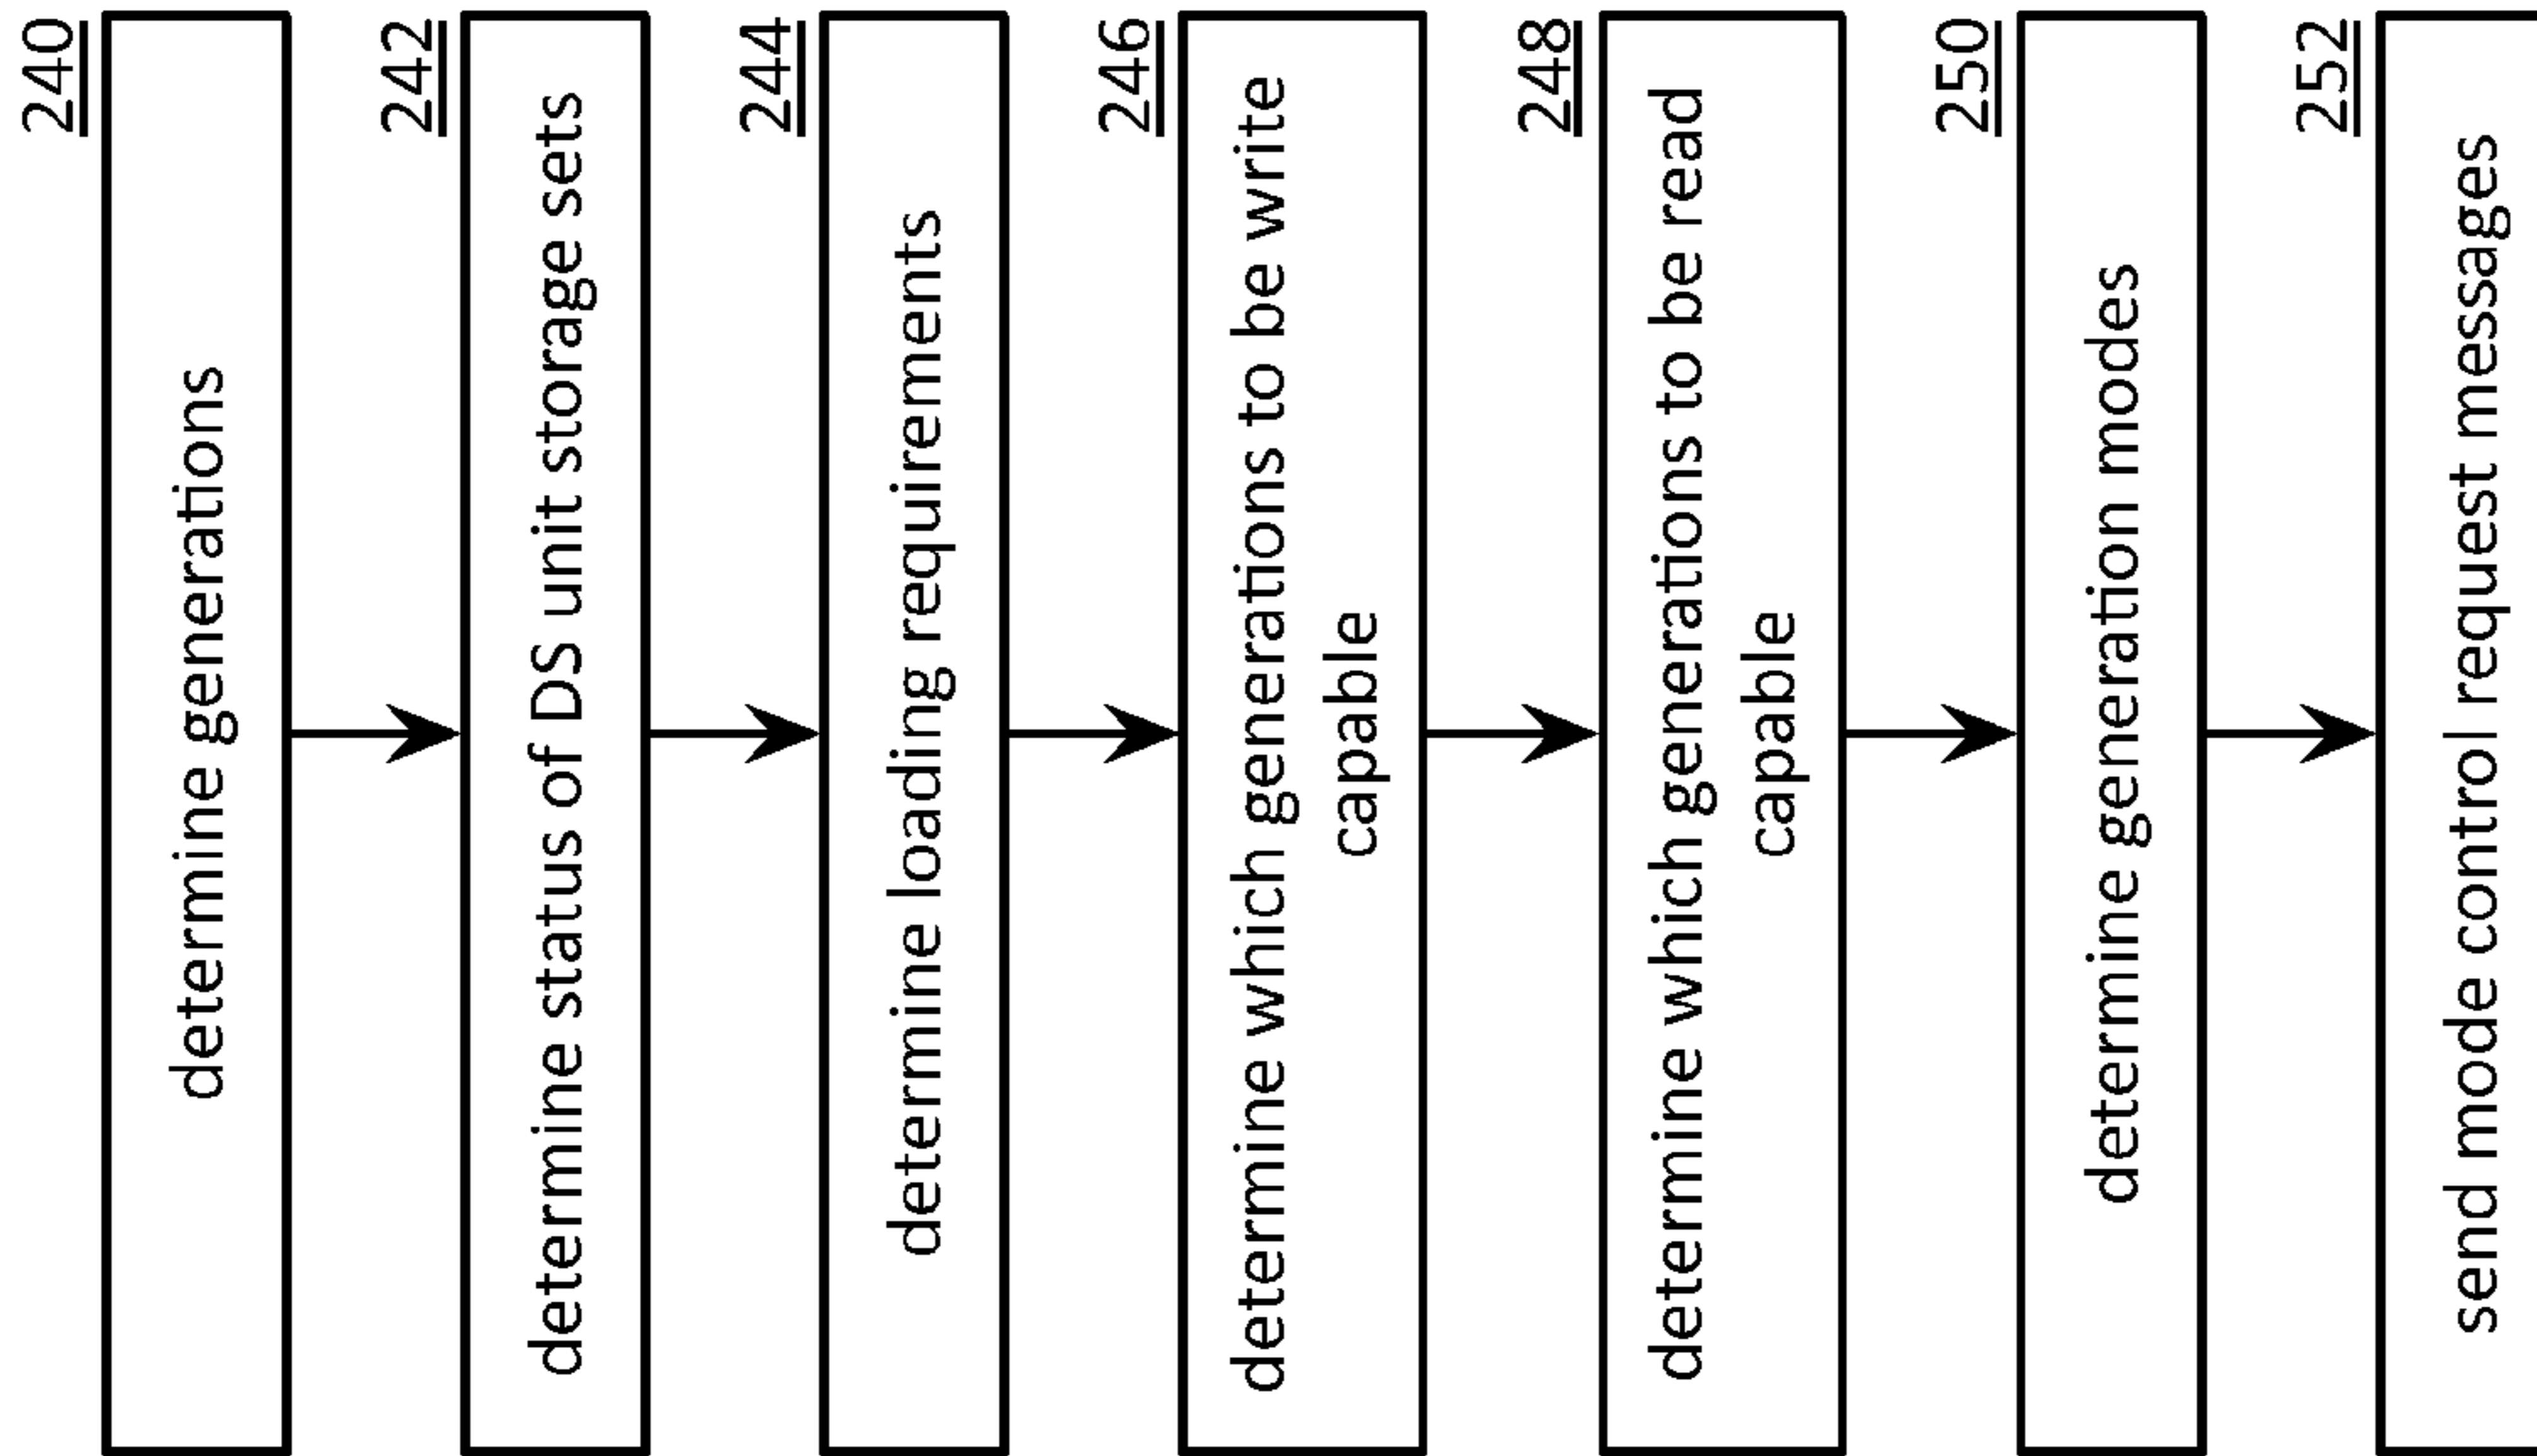 240
determine generations
242
determine status of DS unit storage sets
244
determine loading requirements
246
determine which generations to be write
capable
248
determine which generations to be read
capable
250
determine generation modes
252
send mode control request messages